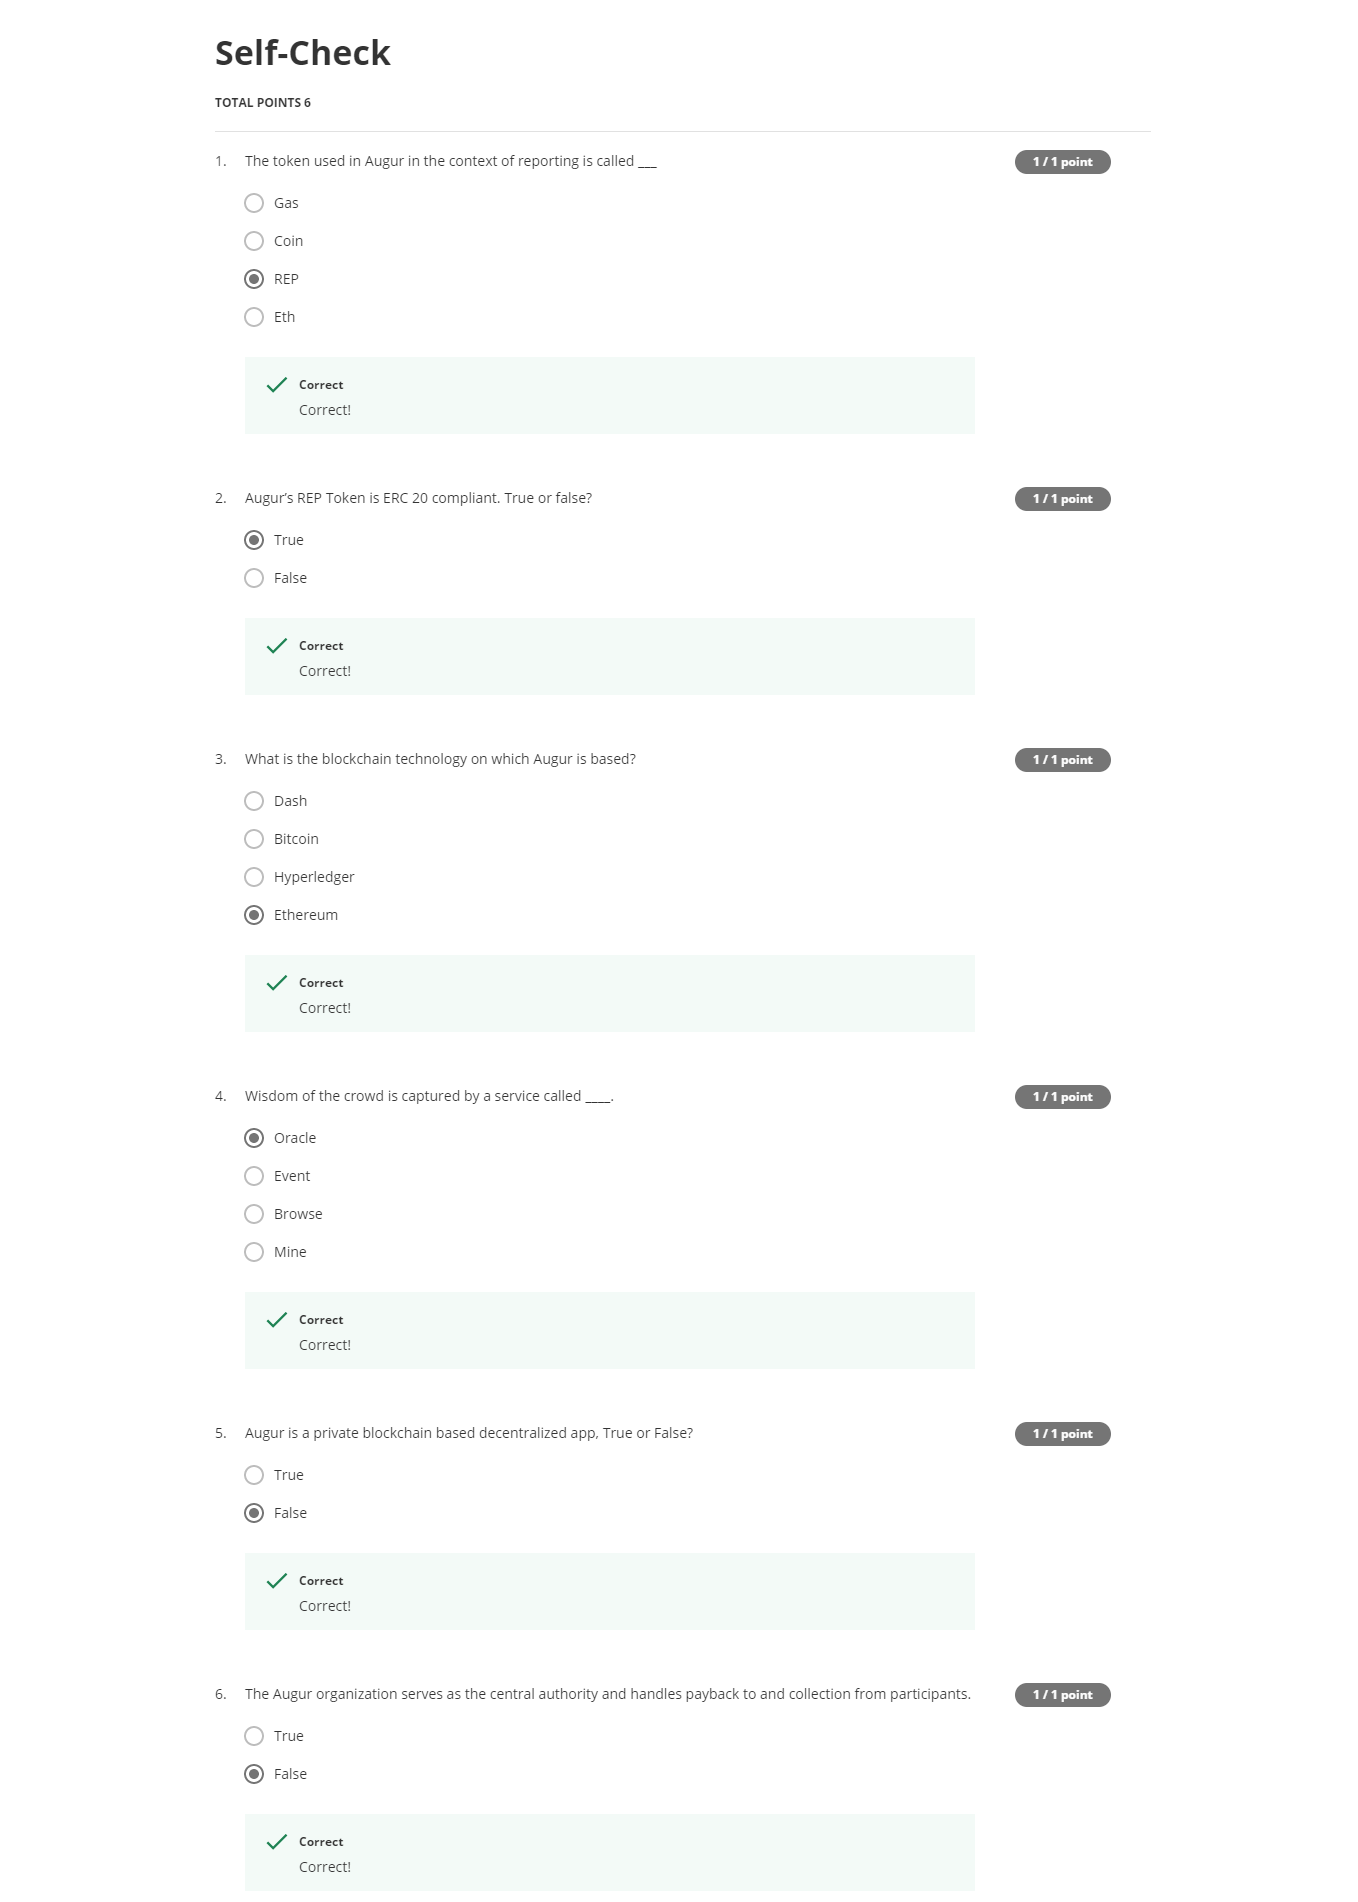 Self-Check
TOTAL POINTS 6
1. The token used in Augur in the context of reporting is called ___ 1 / 1 point
Gas
Coin
REP
Eth
Correct
Correct!
2. Augur’s REP Token is ERC 20 compliant. True or false? 1 / 1 point
True
False
Correct
Correct!
3. What is the blockchain technology on which Augur is based? 1 / 1 point
Dash
Bitcoin
Hyperledger
Ethereum
Correct
Correct!
4. Wisdom of the crowd is captured by a service called ____. 1 / 1 point
Oracle
Event
Browse
Mine
Correct
Correct!
5. Augur is a private blockchain based decentralized app, True or False? 1 / 1 point
True
False
Correct
Correct!
6. The Augur organization serves as the central authority and handles payback to and collection from participants. 1 / 1 point
True
False
Correct
Correct!